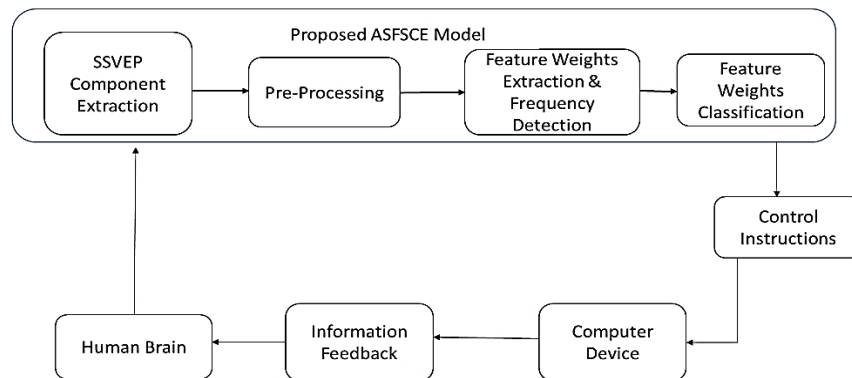 Proposed ASFSCE Model
SSVEP
Component
Extraction
Pre-Processing
Feature Weights
Extraction &
Frequency
Detection
Feature
Weights
Classification
Control
Instructions
Computer
Device
Information
Feedback
Human Brain